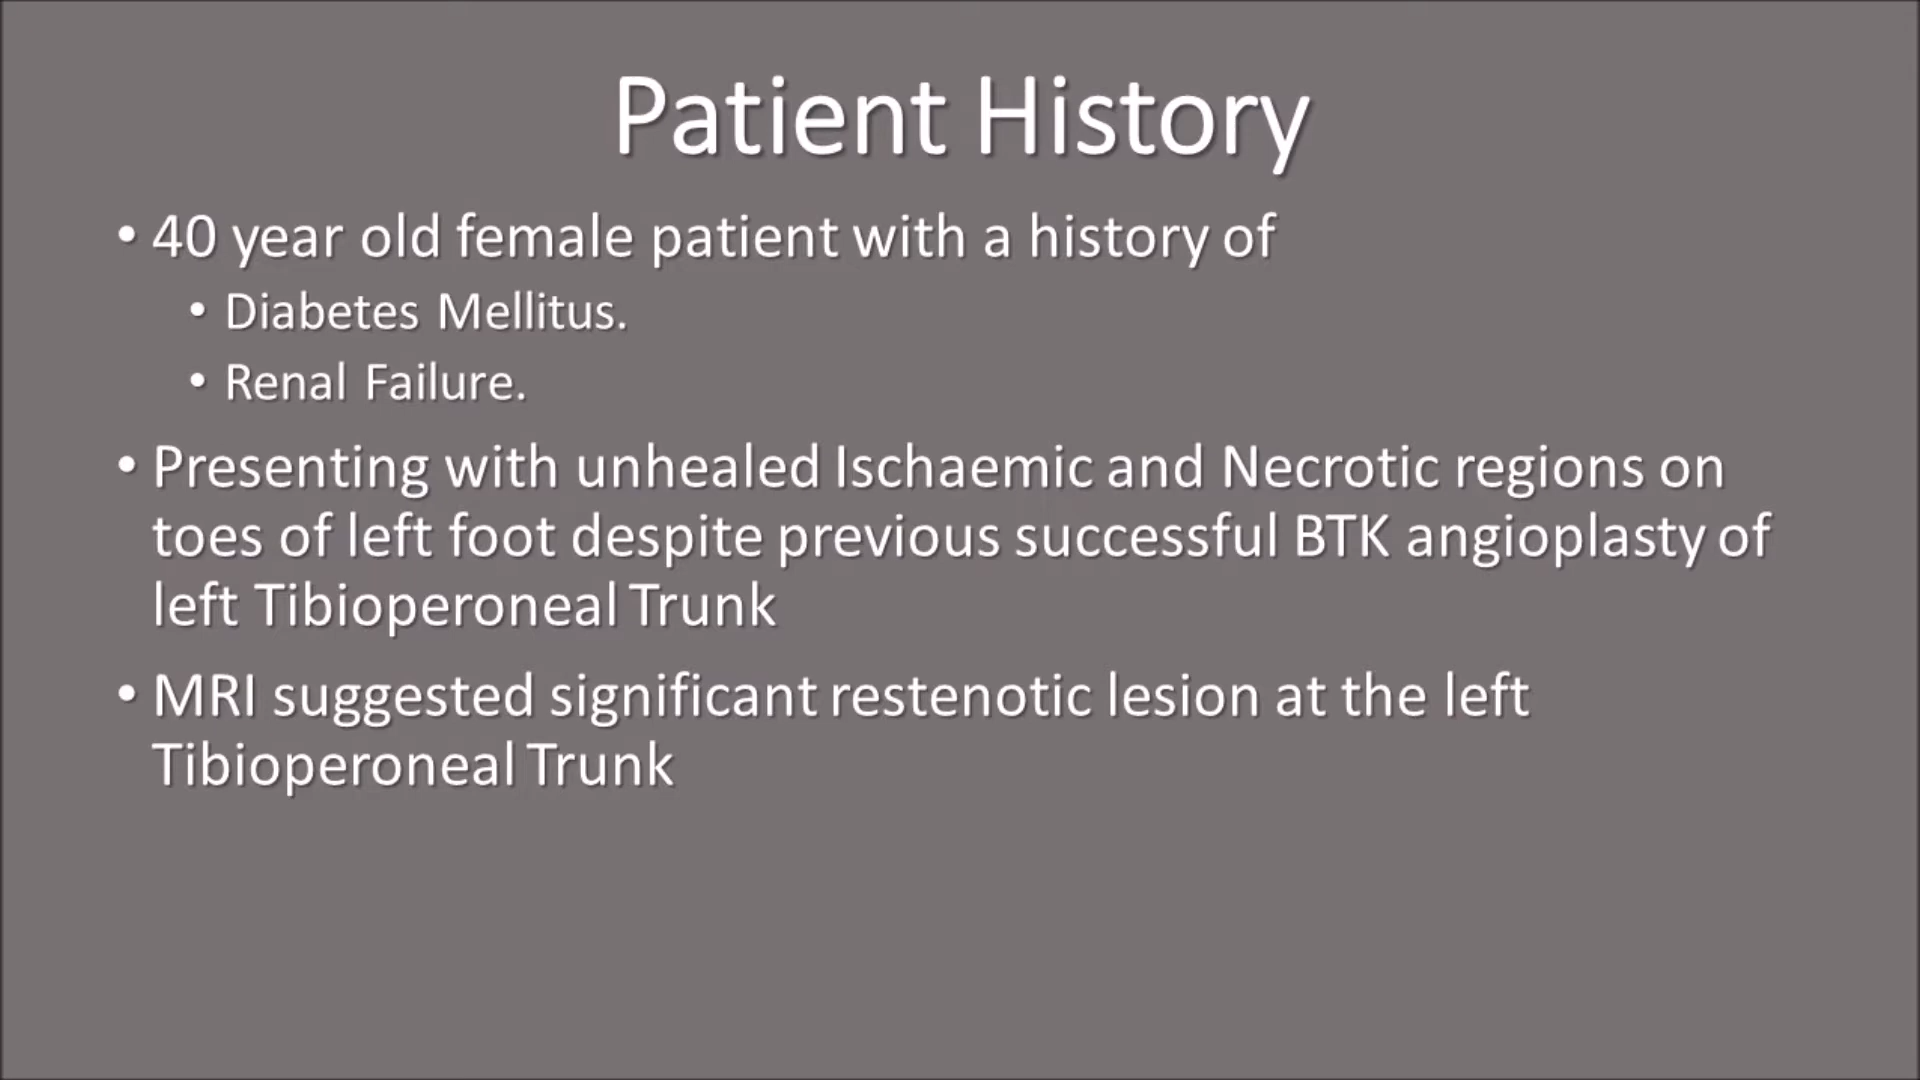 Patient History
• 40 year old female patient with a history of
• Diabetes Mellitus.
• Renal Failure.
• Presenting with unhealed Ischaemic and Necrotic regions on
toes of left foot despite previous successful BTK angioplasty of
left Tibioperoneal Trunk
• MRI suggested significant restenotic lesion at the left
Tibioperoneal Trunk